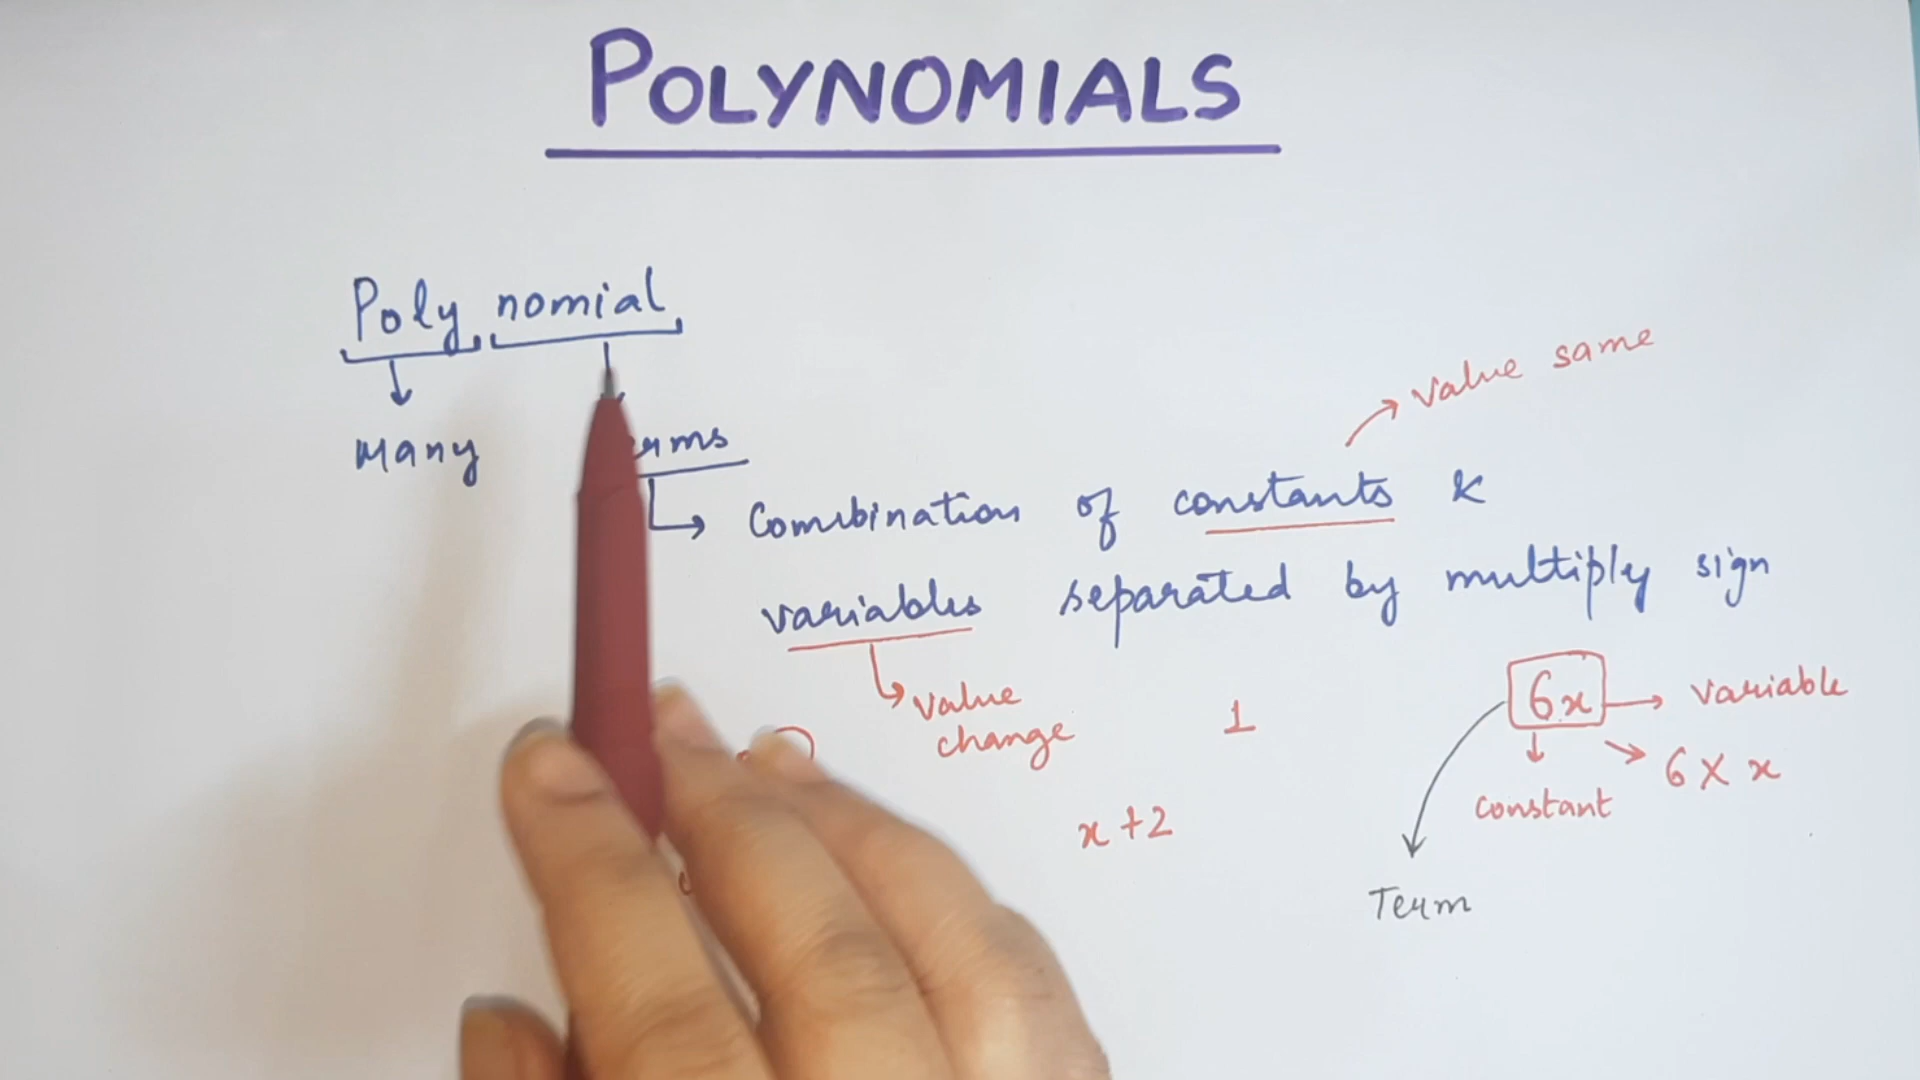 POLYNOMIALS
Poly nomial
value same
Many
Combination of constants &
variables separated by multiply sign
value
change
1
6x
variable
6 X x
constant
x + 2
Term